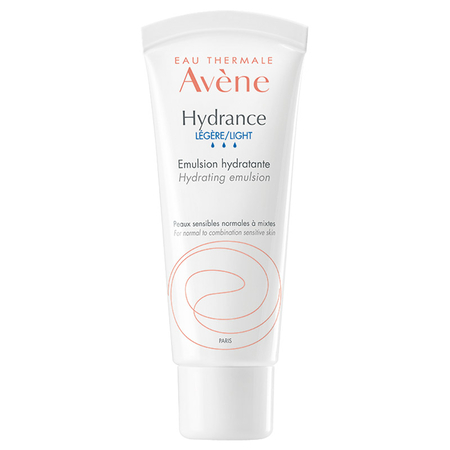 EAU THERMALE
Avène
Hydrance
LÉGÈRE/LIGHT
Emulsion hydratante
Hydrating emulsion
Peaux sensibles normales à mixtes
For normal to combination sensitive skin
PARIS